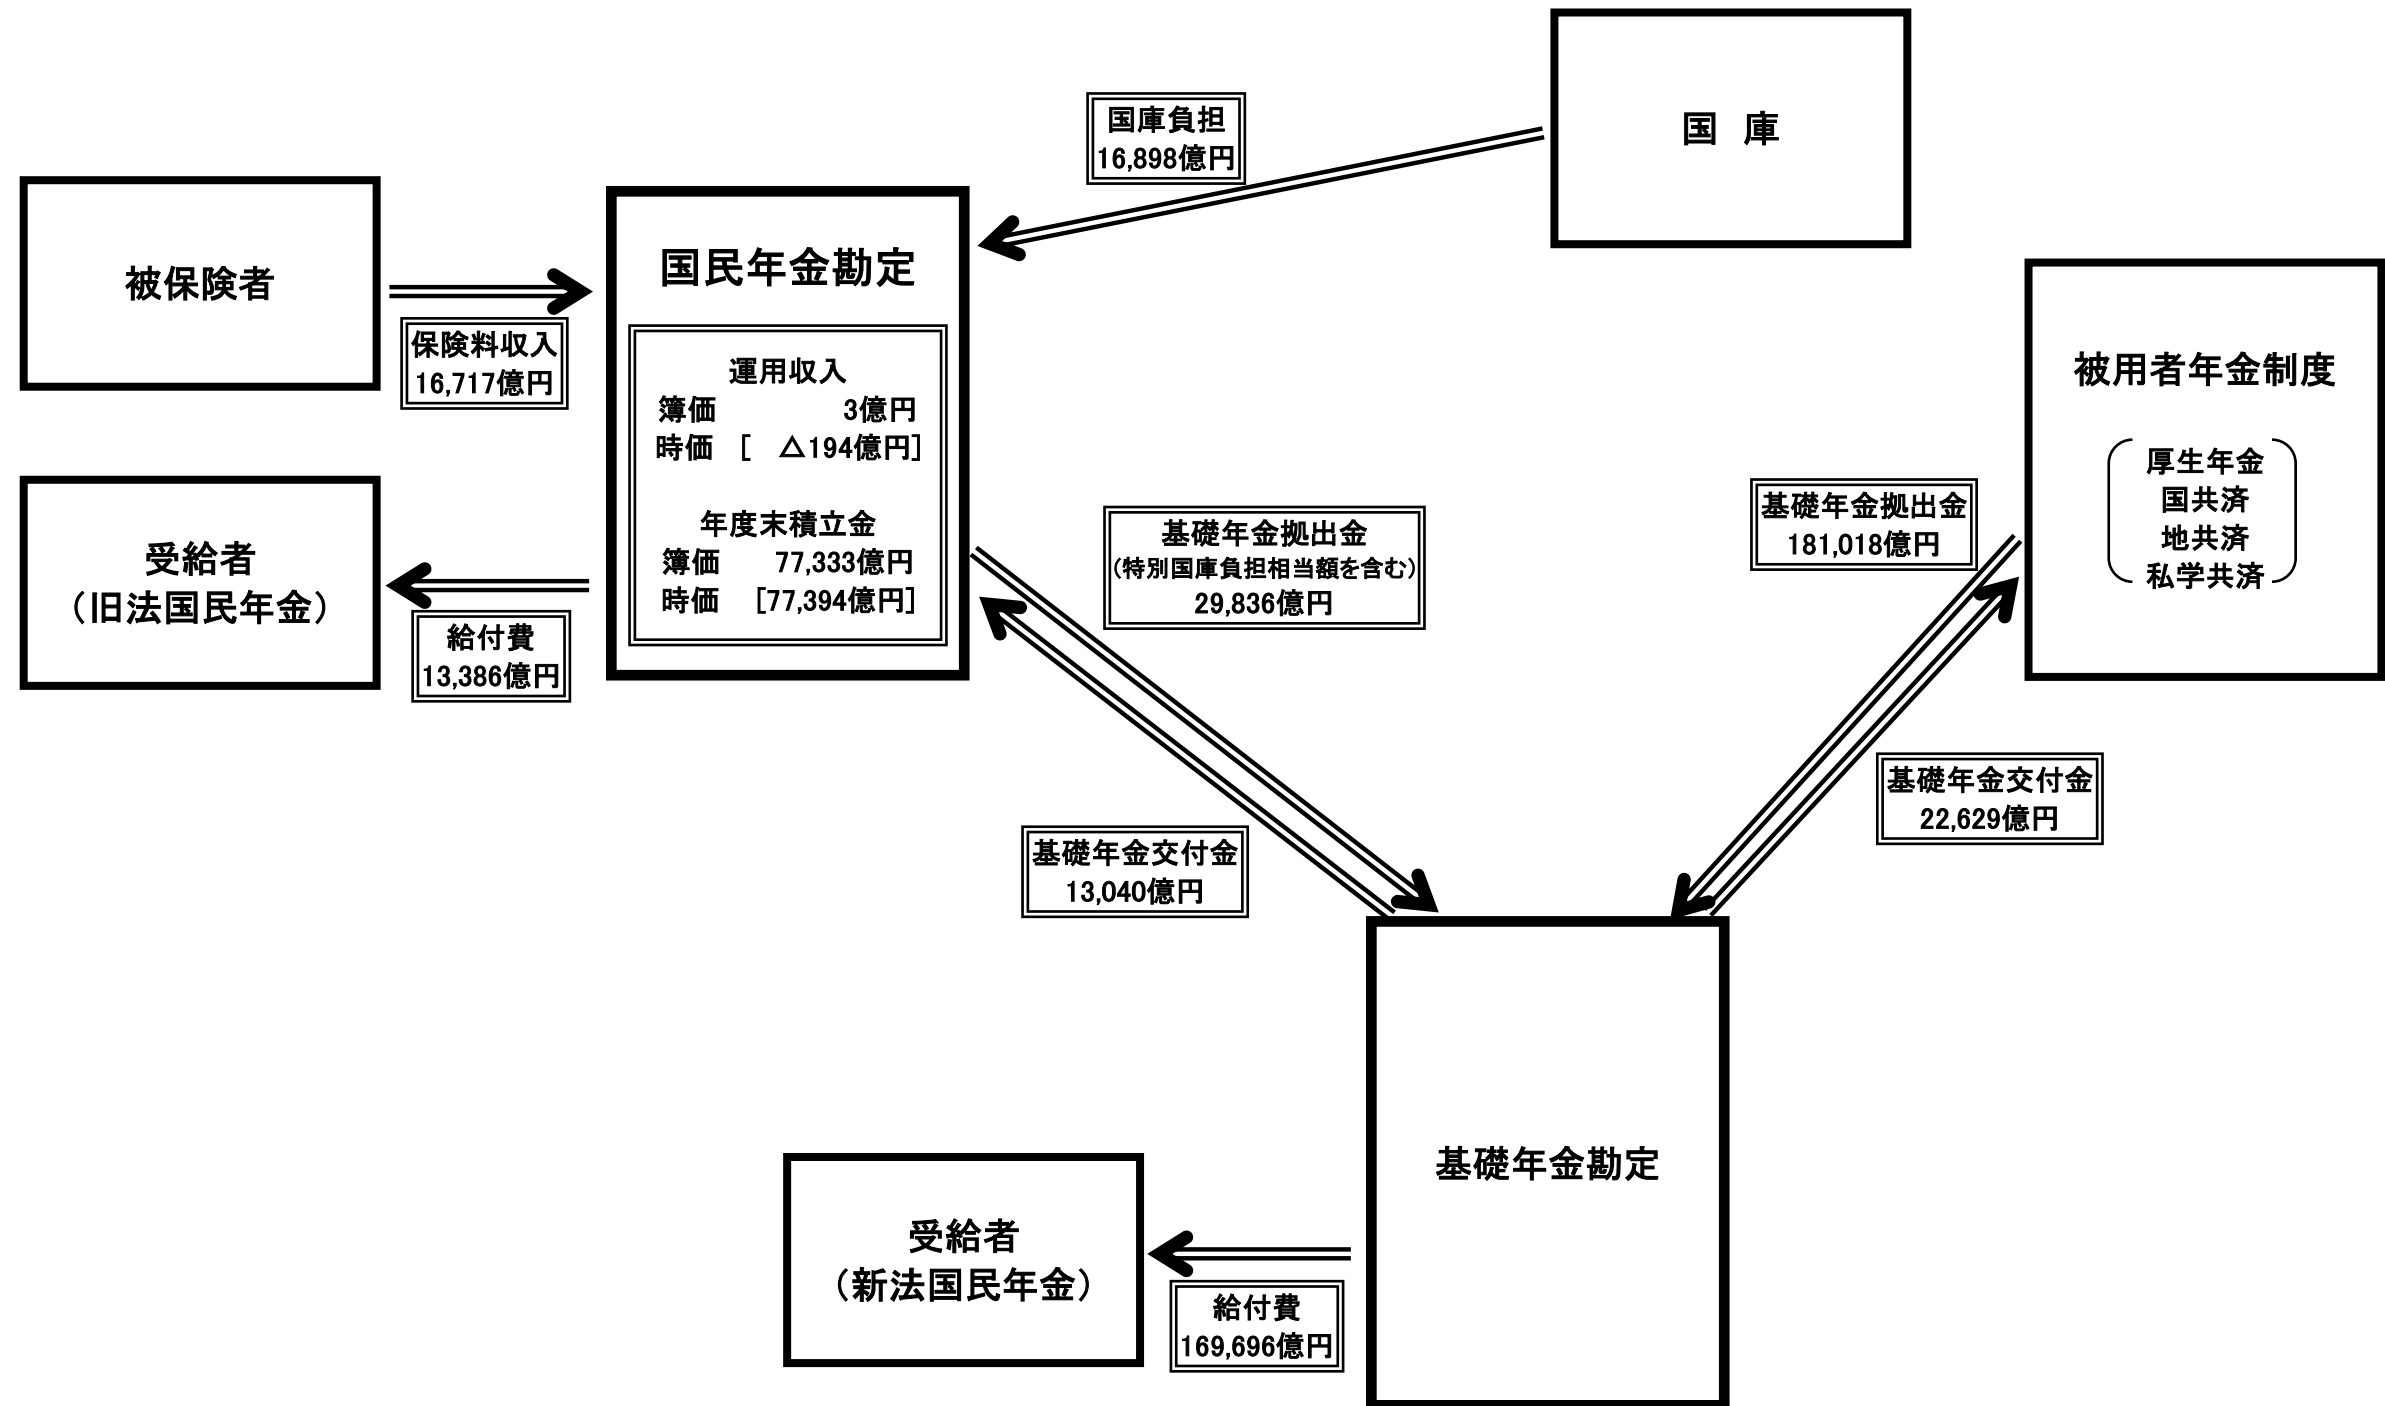 国　庫
国庫負担
16,898億円
被保険者
保険料収入
16,717億円
国民年金勘定
運用収入
簿価　　　　3億円
時価　[　△194億円]
年度末積立金
簿価　　77,333億円
時価　[77,394億円]
受給者
（旧法国民年金）
給付費
13,386億円
被用者年金制度
厚生年金
国共済
地共済
私学共済
基礎年金拠出金
(特別国庫負担相当額を含む)
29,836億円
基礎年金拠出金
181,018億円
基礎年金交付金
13,040億円
基礎年金交付金
22,629億円
基礎年金勘定
受給者
（新法国民年金）
給付費
169,696億円